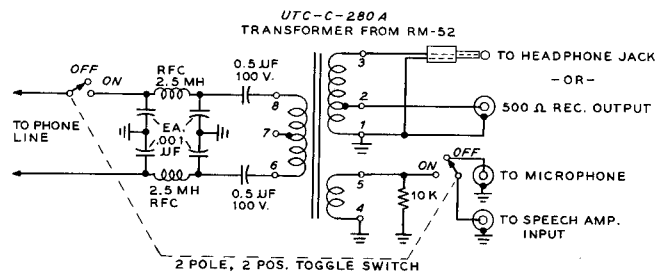 UTC-C-280A
TRANSFORMER FROM RM-52
OFF
ON
RFC
2.5 MH
0.5 µF
100 V.
TO PHONE
LINE
EA.
.001
µF
2.5 MH
RFC
0.5 µF
100 V.
8
7
6
3
2
1
5
4
TO HEADPHONE JACK
-OR-
500 Ω REC. OUTPUT
ON
OFF
10 K
TO MICROPHONE
TO SPEECH AMP.
INPUT
2 POLE, 2 POS. TOGGLE SWITCH